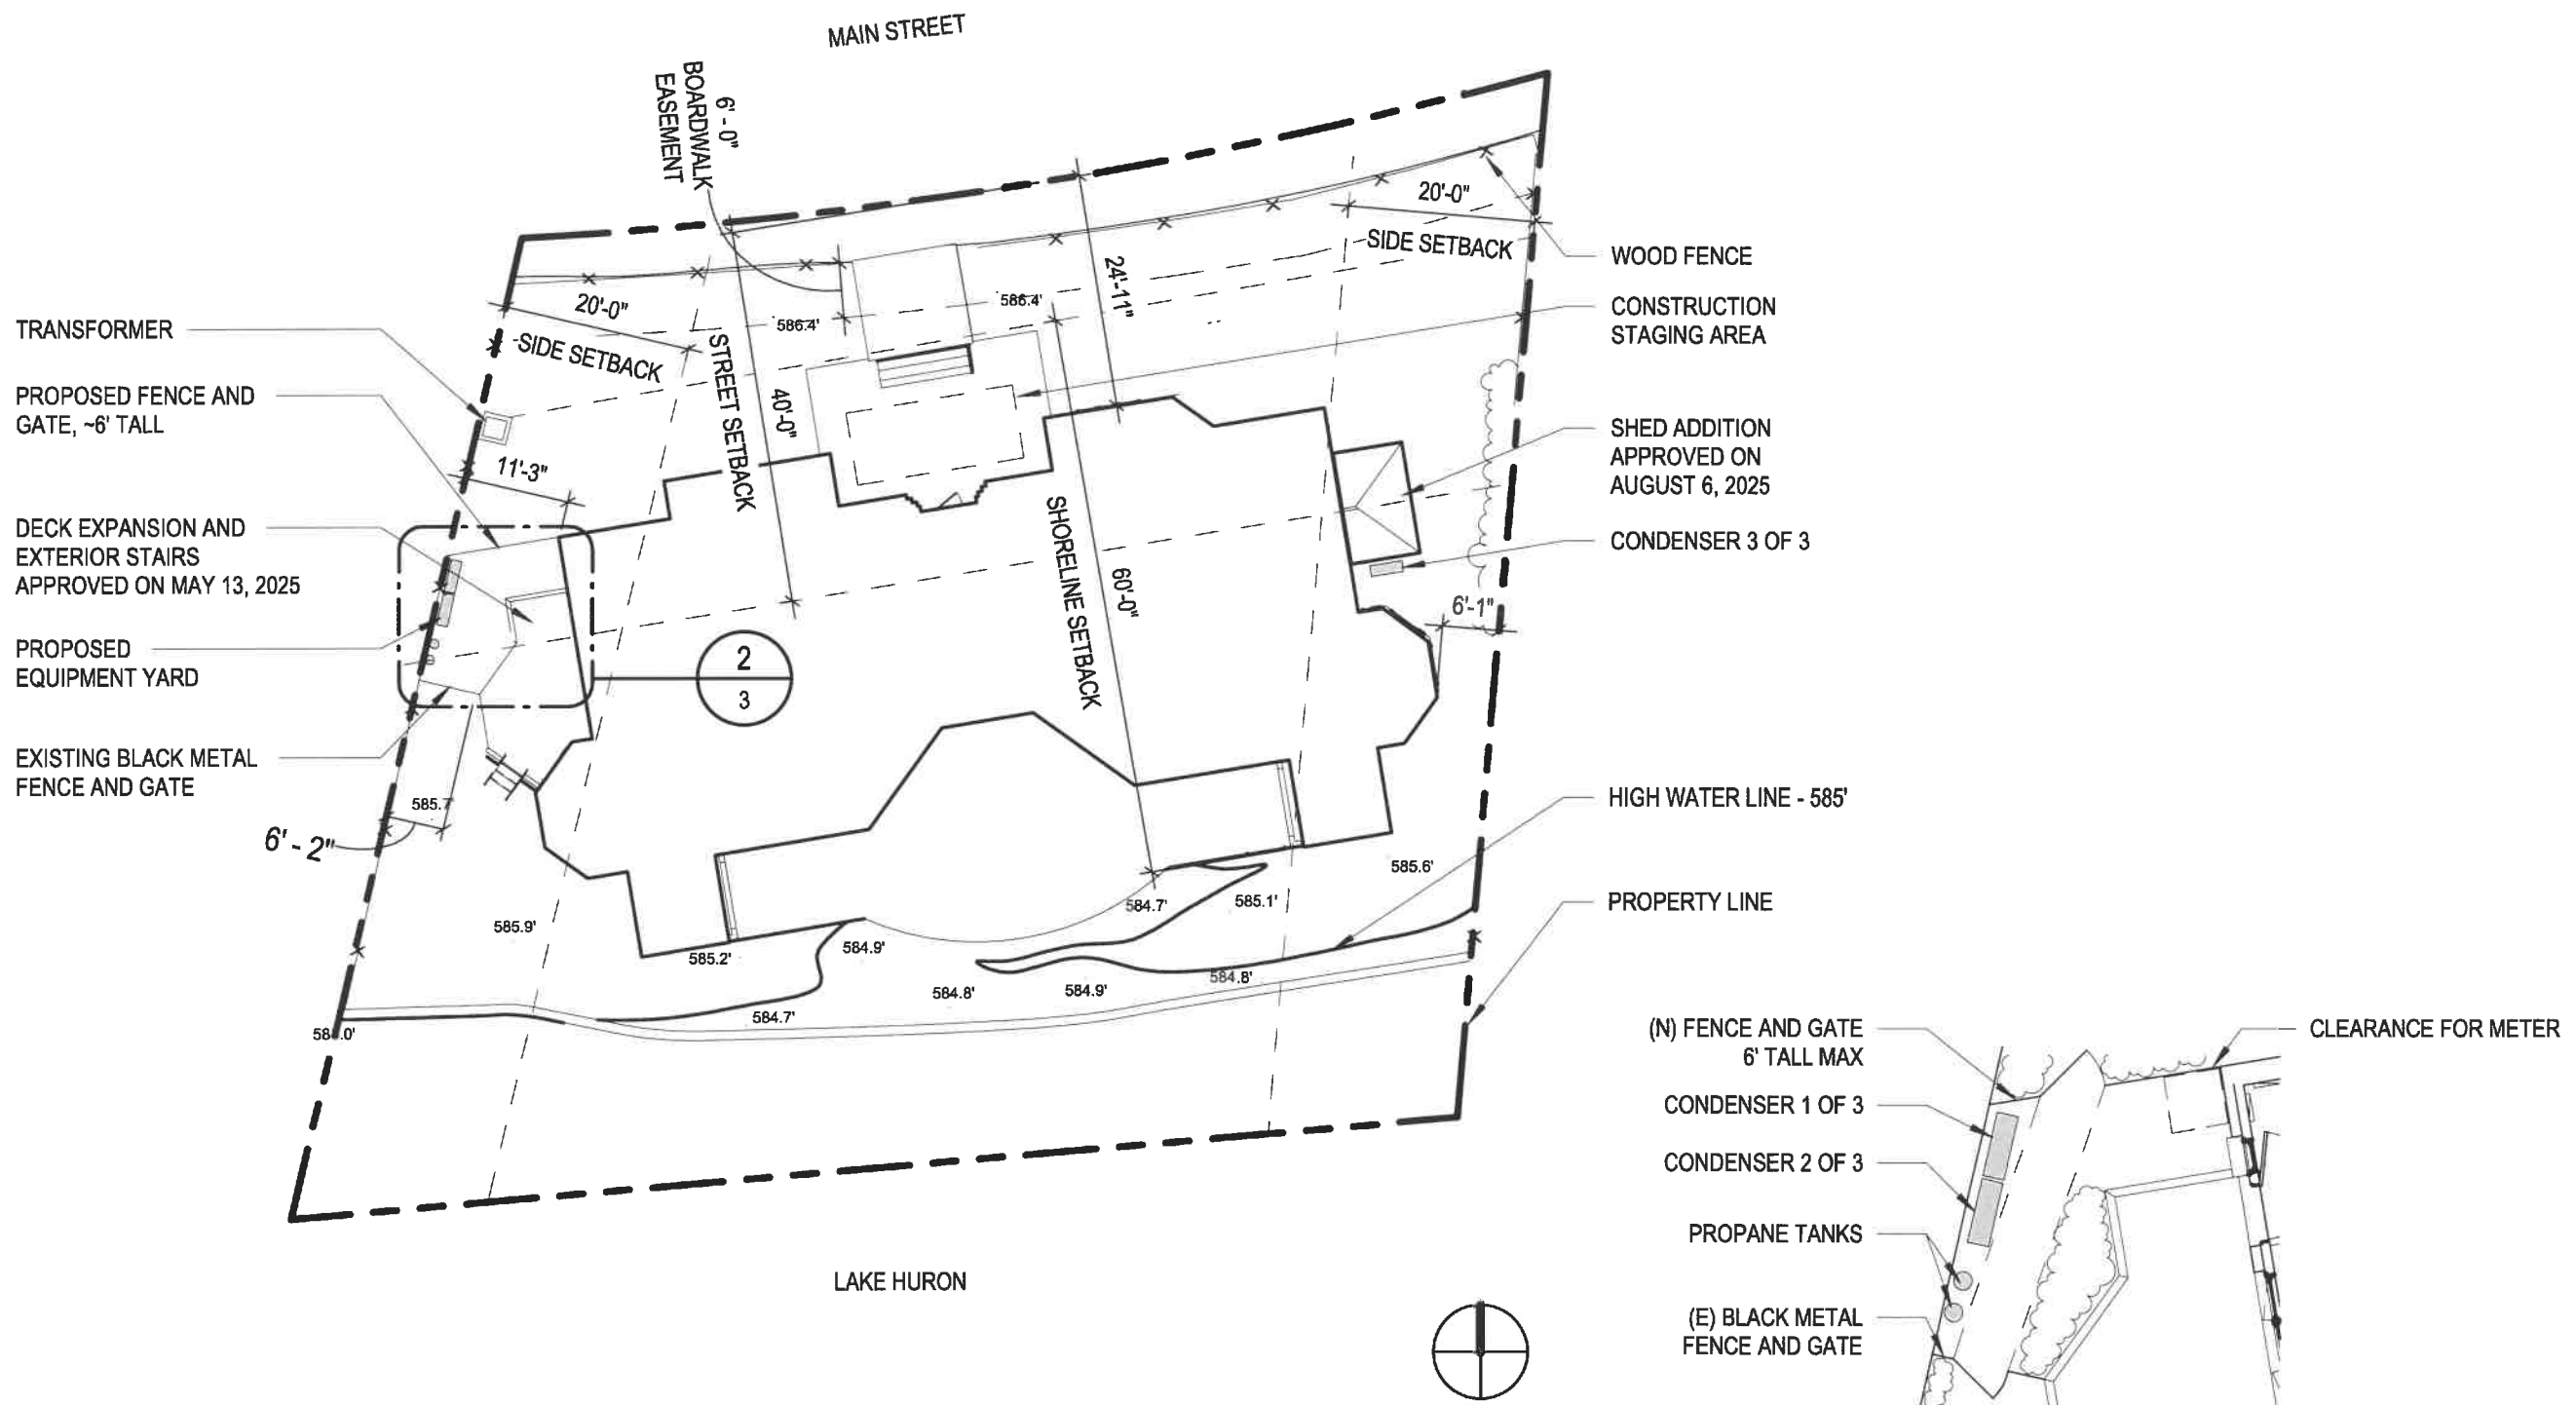 MAIN STREET
6' - 0"
BOARDWALK
EASEMENT
20'-0"
SIDE SETBACK
WOOD FENCE
24'-11"
586.4'
CONSTRUCTION
STAGING AREA
20'-0"
586.4'
TRANSFORMER
SIDE SETBACK
STREET SETBACK
40'-0"
PROPOSED FENCE AND
GATE, ~6' TALL
SHED ADDITION
APPROVED ON
AUGUST 6, 2025
11'-3"
DECK EXPANSION AND
EXTERIOR STAIRS
APPROVED ON MAY 13, 2025
SHORELINE SETBACK
60'-0"
CONDENSER 3 OF 3
6'-1"
PROPOSED
EQUIPMENT YARD
2
3
EXISTING BLACK METAL
FENCE AND GATE
585.7
6' - 2"
HIGH WATER LINE - 585'
585.6'
584.7'
585.1'
PROPERTY LINE
585.9'
585.2'
584.9'
584.8'
584.8'
584.9'
584.7'
LAKE HURON
(N) FENCE AND GATE
6' TALL MAX
CLEARANCE FOR METER
CONDENSER 1 OF 3
CONDENSER 2 OF 3
PROPANE TANKS
(E) BLACK METAL
FENCE AND GATE